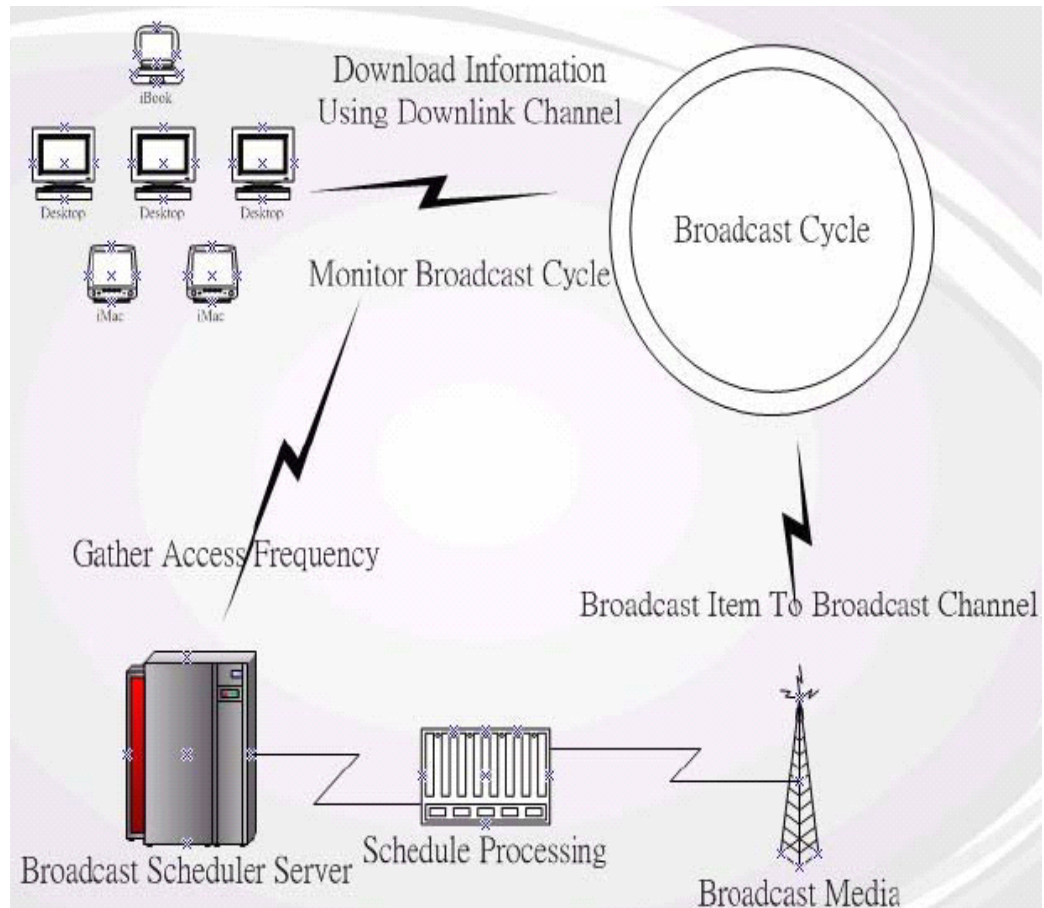 iBook
Download Information
Using Downlink Channel
Desktop
Desktop
Desktop
Broadcast Cycle
Monitor Broadcast Cycle
iMac
iMac
Gather Access Frequency
Broadcast Item To Broadcast Channel
Schedule Processing
Broadcast Scheduler Server
Broadcast Media